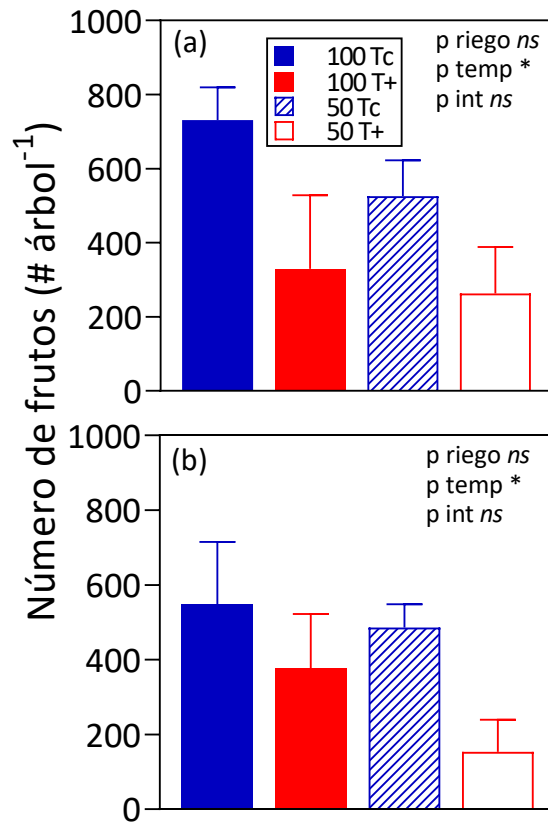 Número de frutos (# árbol⁻¹)
1000
800
600
400
200
0
(a)
100 Tc
100 T+
50 Tc
50 T+
p riego ns
p temp *
p int ns
1000
800
600
400
200
0
(b)
p riego ns
p temp *
p int ns